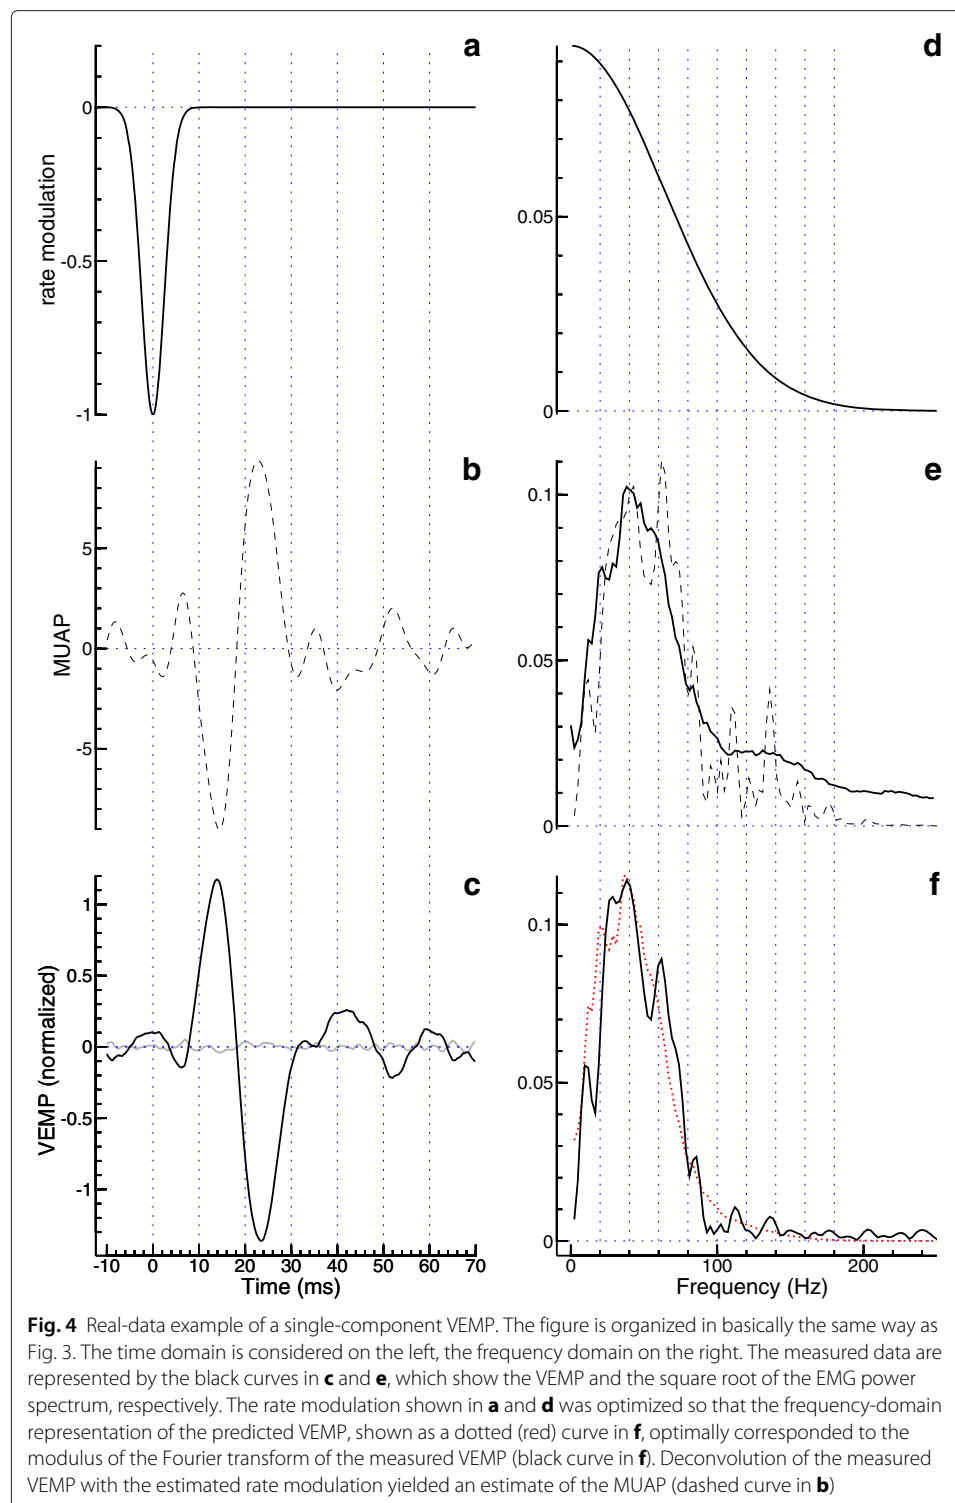 a
0
-0.5
-1
rate modulation
d
0.05
0
b
5
0
-5
MUAP
e
0.1
0.05
0
c
1
0.5
0
-0.5
-1
VEMP (normalized)
-10 0 10 20 30 40 50 60 70
Time (ms)
f
0.1
0.05
0
0 100 200
Frequency (Hz)
Fig. 4 Real-data example of a single-component VEMP. The figure is organized in basically the same way as
Fig. 3. The time domain is considered on the left, the frequency domain on the right. The measured data are
represented by the black curves in c and e, which show the VEMP and the square root of the EMG power
spectrum, respectively. The rate modulation shown in a and d was optimized so that the frequency-domain
representation of the predicted VEMP, shown as a dotted (red) curve in f, optimally corresponded to the
modulus of the Fourier transform of the measured VEMP (black curve in f). Deconvolution of the measured
VEMP with the estimated rate modulation yielded an estimate of the MUAP (dashed curve in b)